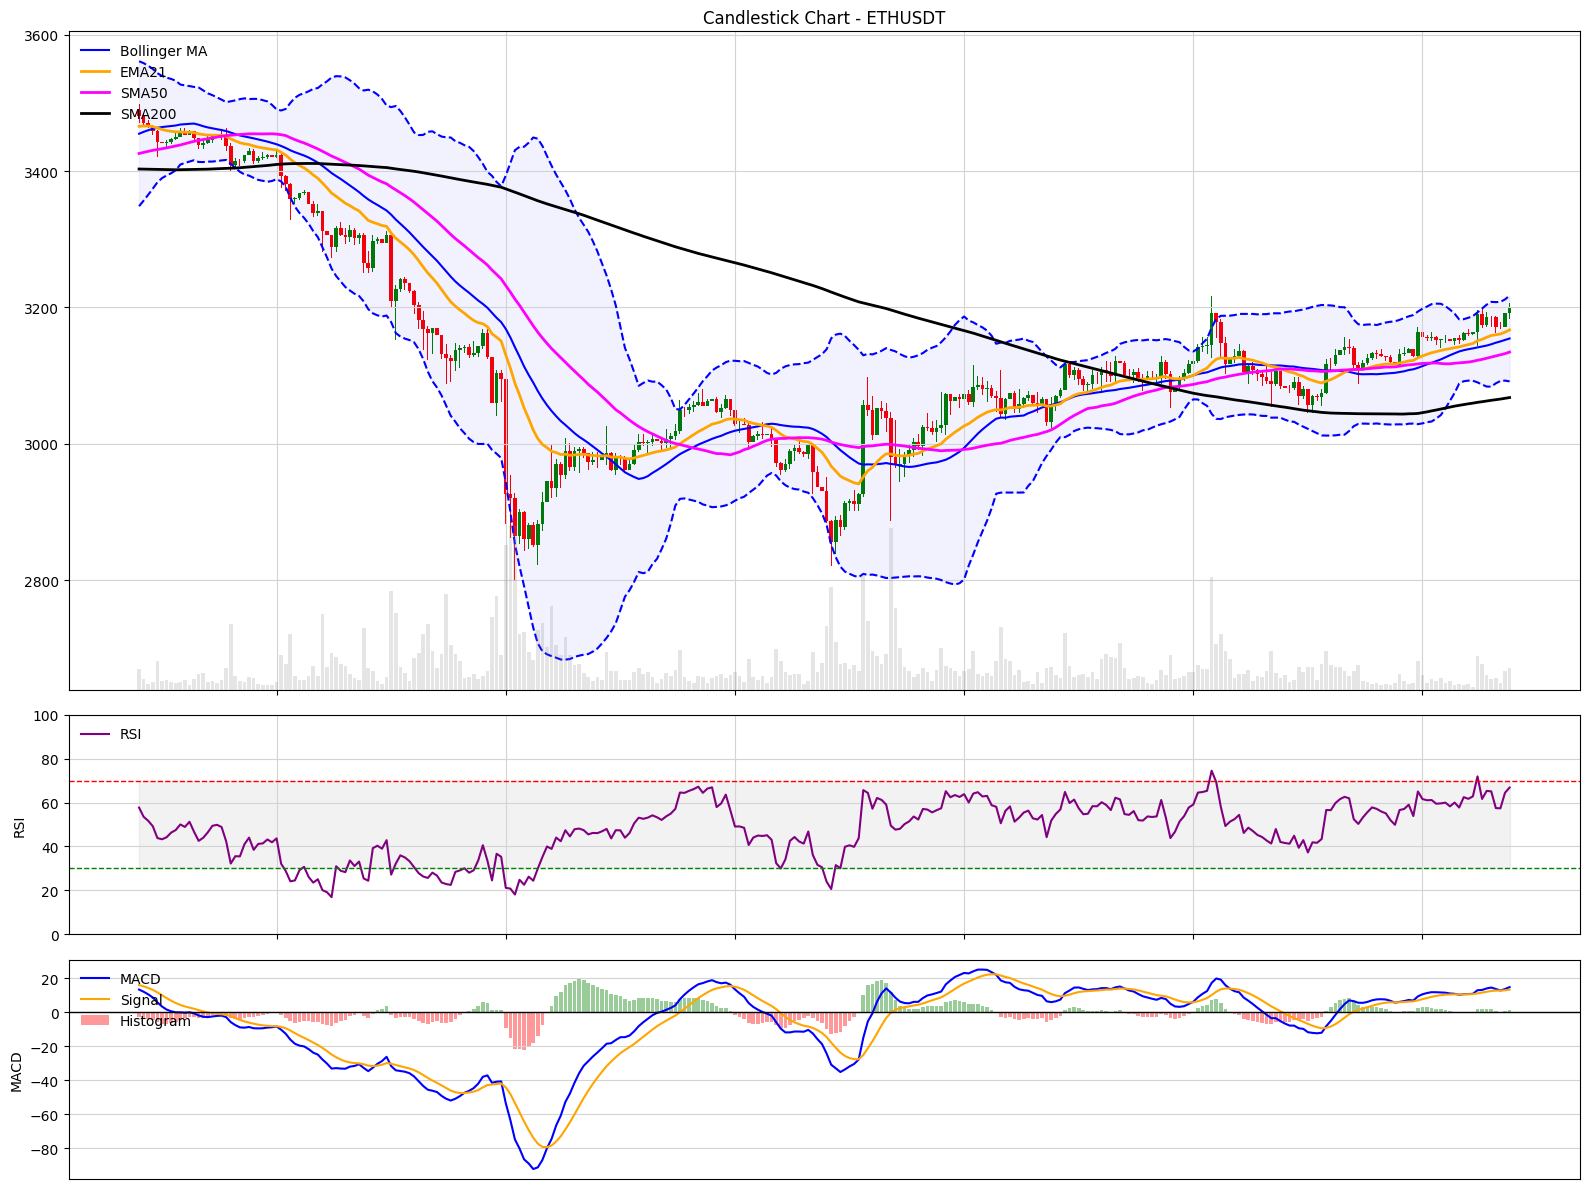 Candlestick Chart - ETHUSDT
3600
3400
3200
3000
2800
Bollinger MA
EMA21
SMA50
SMA200
100
80
60
40
20
0
RSI
RSI
20
0
−20
−40
−60
−80
MACD
MACD
Signal
Histogram